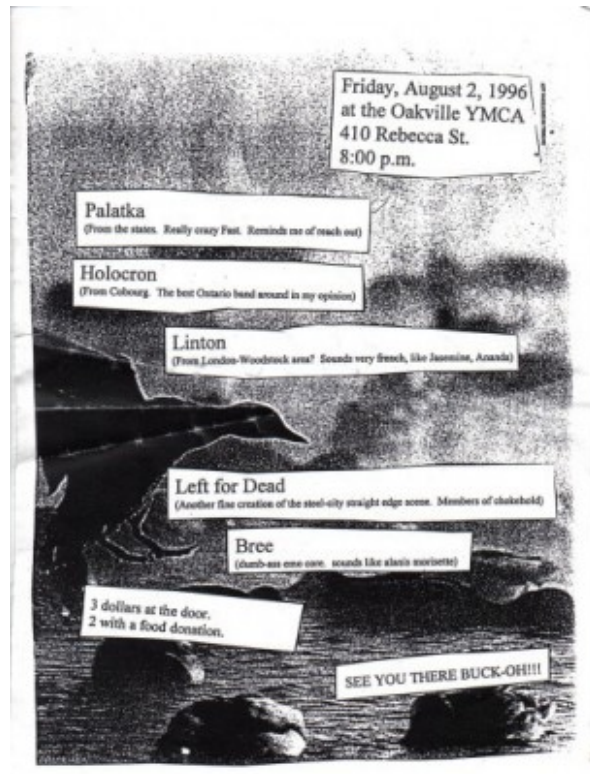 Friday, August 2, 1996
at the Oakville YMCA
410 Rebecca St.
8:00 p.m.
Palatka
(From the states. Really crazy Fast. Reminds me of reach out)
Holocron
(From Cobourg. The best Ontario band around in my opinion)
Linton
(From London-Woodstock area? Sounds very french, like Jasemine, Ananda)
Left for Dead
(Another fine creation of the steel-city straight edge scene. Members of chokehold)
Bree
(dumb-ass emo core. sounds like alanis morisette)
3 dollars at the door.
2 with a food donation.
SEE YOU THERE BUCK-OH!!!